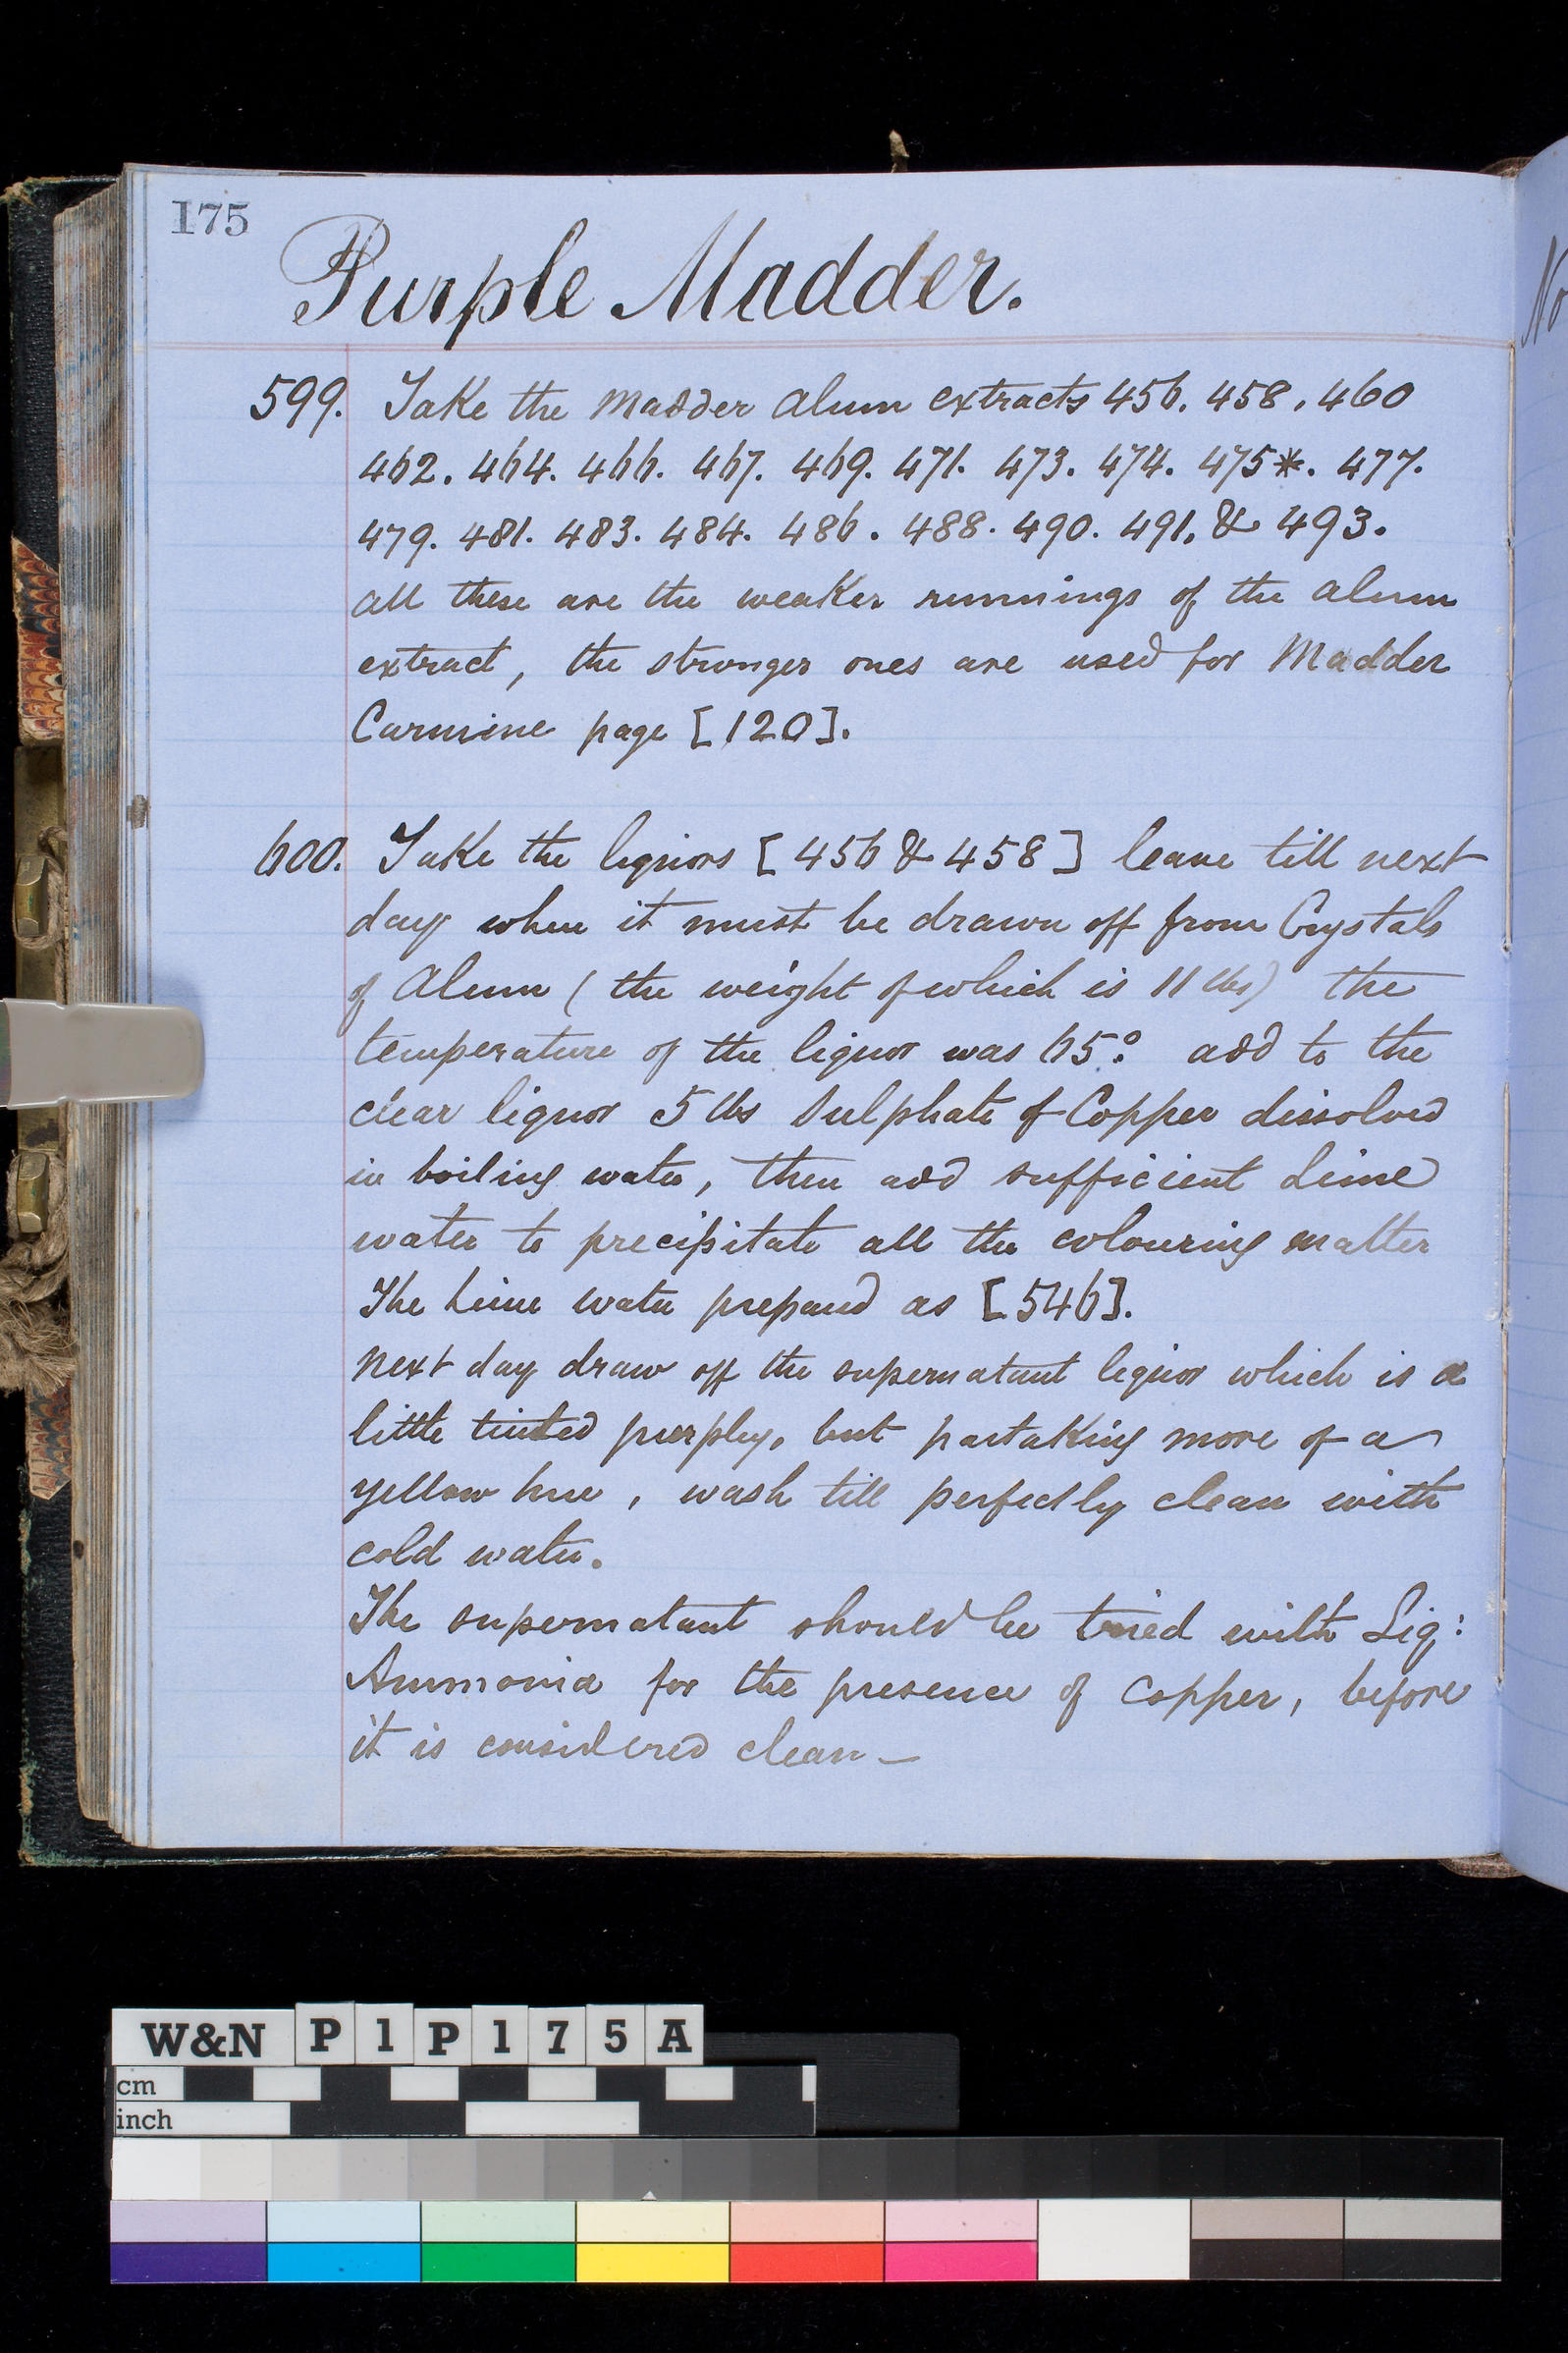 175
Purple Madder.
599. Take the Madder Alum extracts 456. 458. 460
462. 464. 466. 467. 469. 471. 473. 474. 475*. 477.
479. 481. 483. 484. 486. 488. 490. 491. & 493.
all these are the weaker runnings of the alum
extract, the stronger ones are used for Madder
Carmine page [120].
600. Take the liquors [456 & 458] leave till next
day when it must be drawn off from Crystals
of Alum (the weight of which is 11 lbs) the
temperature of the liquor was 65°. add to the
clear liquor 5 lbs Sulphate of Copper dissolved
in boiling water, then add sufficient Lime
water to precipitate all the colouring matter
The Lime water prepared as [546].
Next day draw off the supernatant liquor which is a
little tinted purply, but partaking more of a
yellow hue, wash till perfectly clean with
cold water.
The supernatant should be tried with Liq:
Ammonia for the presence of Copper, before
it is considered clean—
No
W&N P1P175A
cm
inch